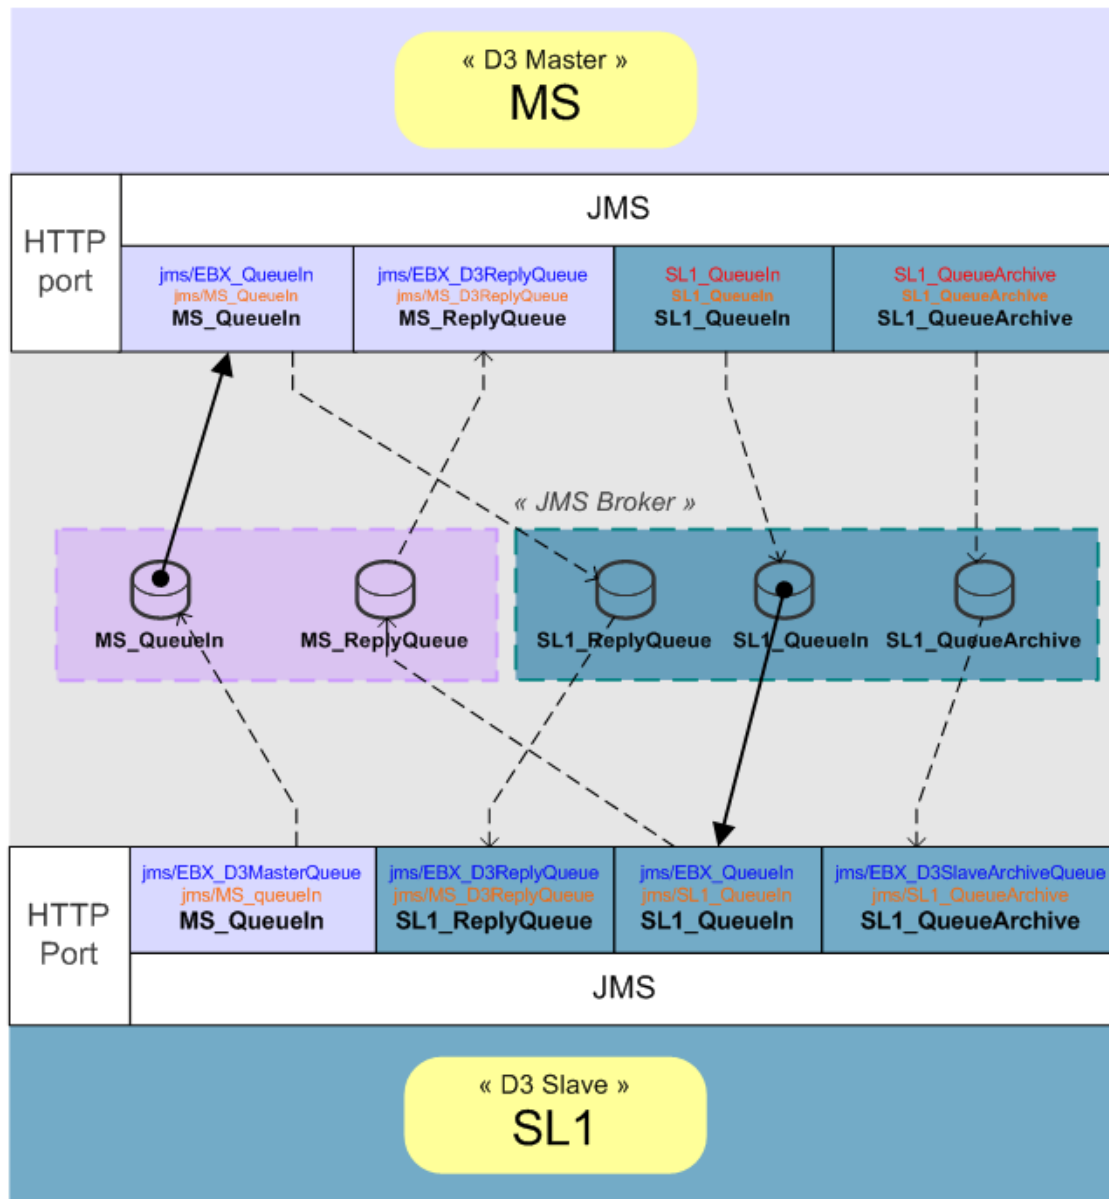 « D3 Master »
MS
HTTP
port
JMS
jms/EBX_QueueIn
jms/MS_QueueIn
MS_QueueIn
jms/EBX_D3ReplyQueue
jms/MS_D3ReplyQueue
MS_ReplyQueue
SL1_QueueIn
SL1_QueueIn
SL1_QueueIn
SL1_QueueArchive
SL1_QueueArchive
SL1_QueueArchive
« JMS Broker »
MS_QueueIn
MS_ReplyQueue
SL1_ReplyQueue
SL1_QueueIn
SL1_QueueArchive
HTTP
Port
jms/EBX_D3MasterQueue
jms/MS_queueIn
MS_QueueIn
jms/EBX_D3ReplyQueue
jms/MS_D3ReplyQueue
SL1_ReplyQueue
jms/EBX_QueueIn
jms/SL1_QueueIn
SL1_QueueIn
jms/EBX_D3SlaveArchiveQueue
jms/SL1_QueueArchive
SL1_QueueArchive
JMS
« D3 Slave »
SL1